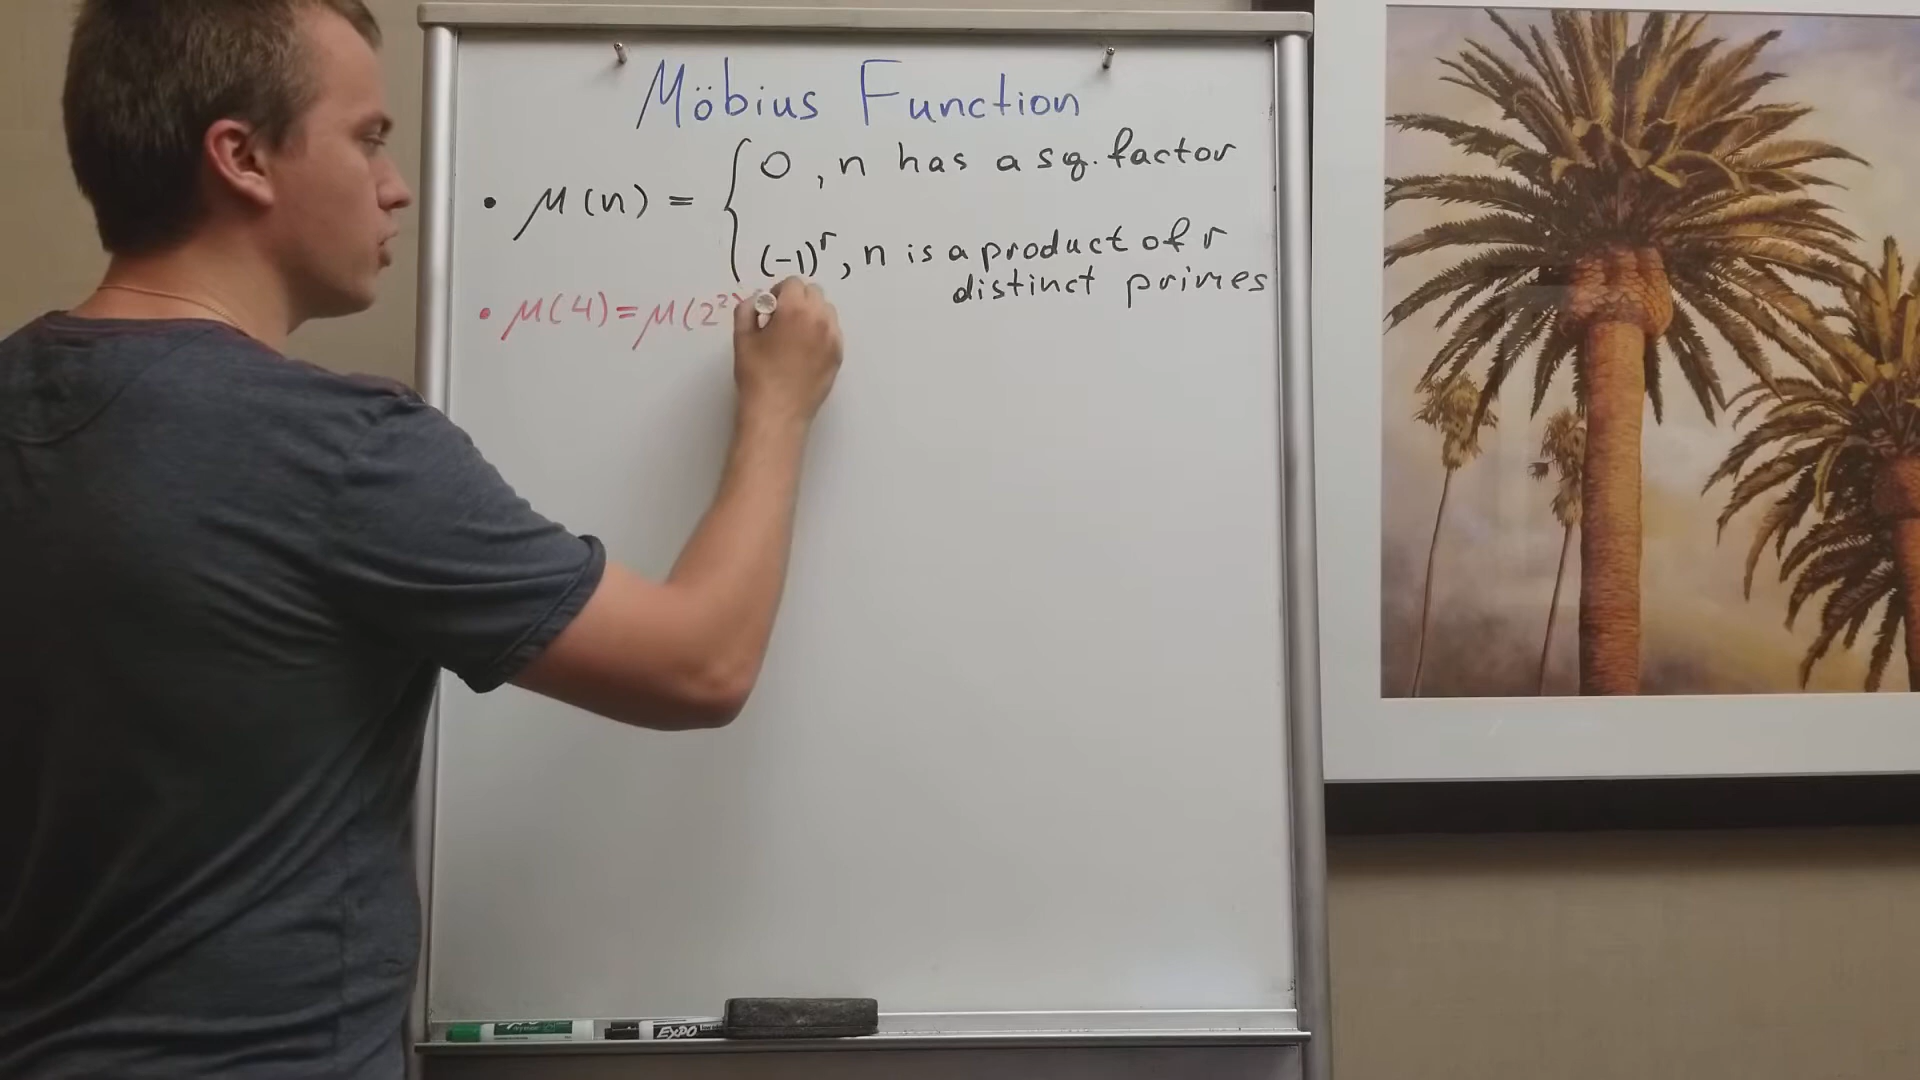 Möbius Function
• μ(n) = { 0 , n has a sq. factor
(-1)^r , n is a product of r
distinct primes
• μ(4) = μ(2²)
EXPO